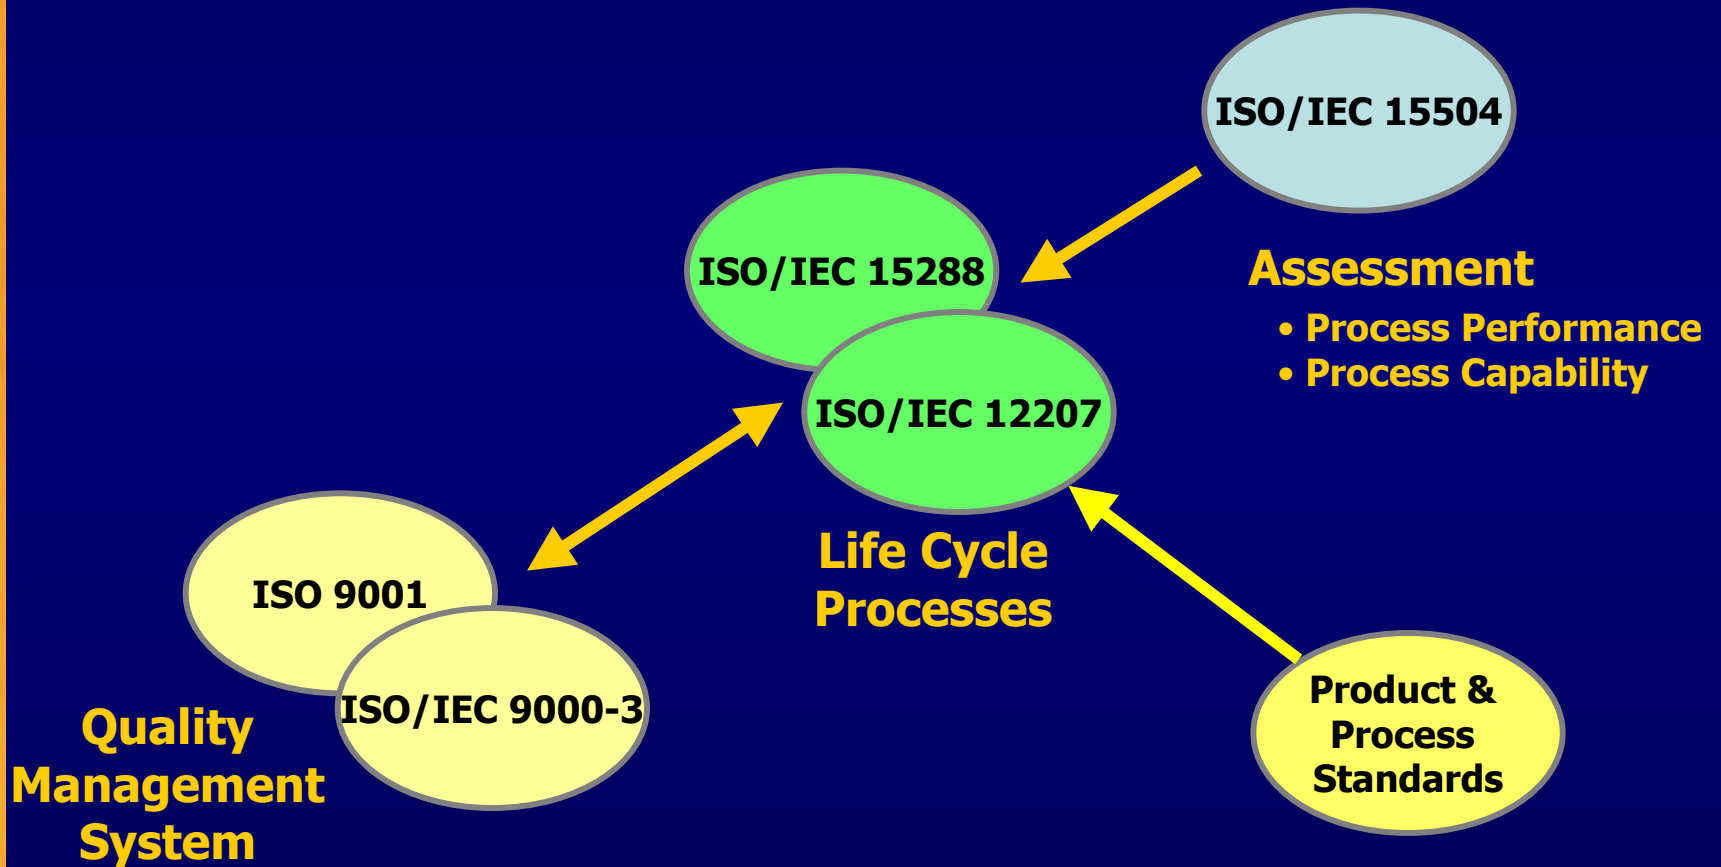 ISO/IEC 15504
Assessment
• Process Performance
• Process Capability
ISO/IEC 15288
ISO/IEC 12207
Life Cycle
Processes
ISO 9001
ISO/IEC 9000-3
Quality
Management
System
Product &
Process
Standards